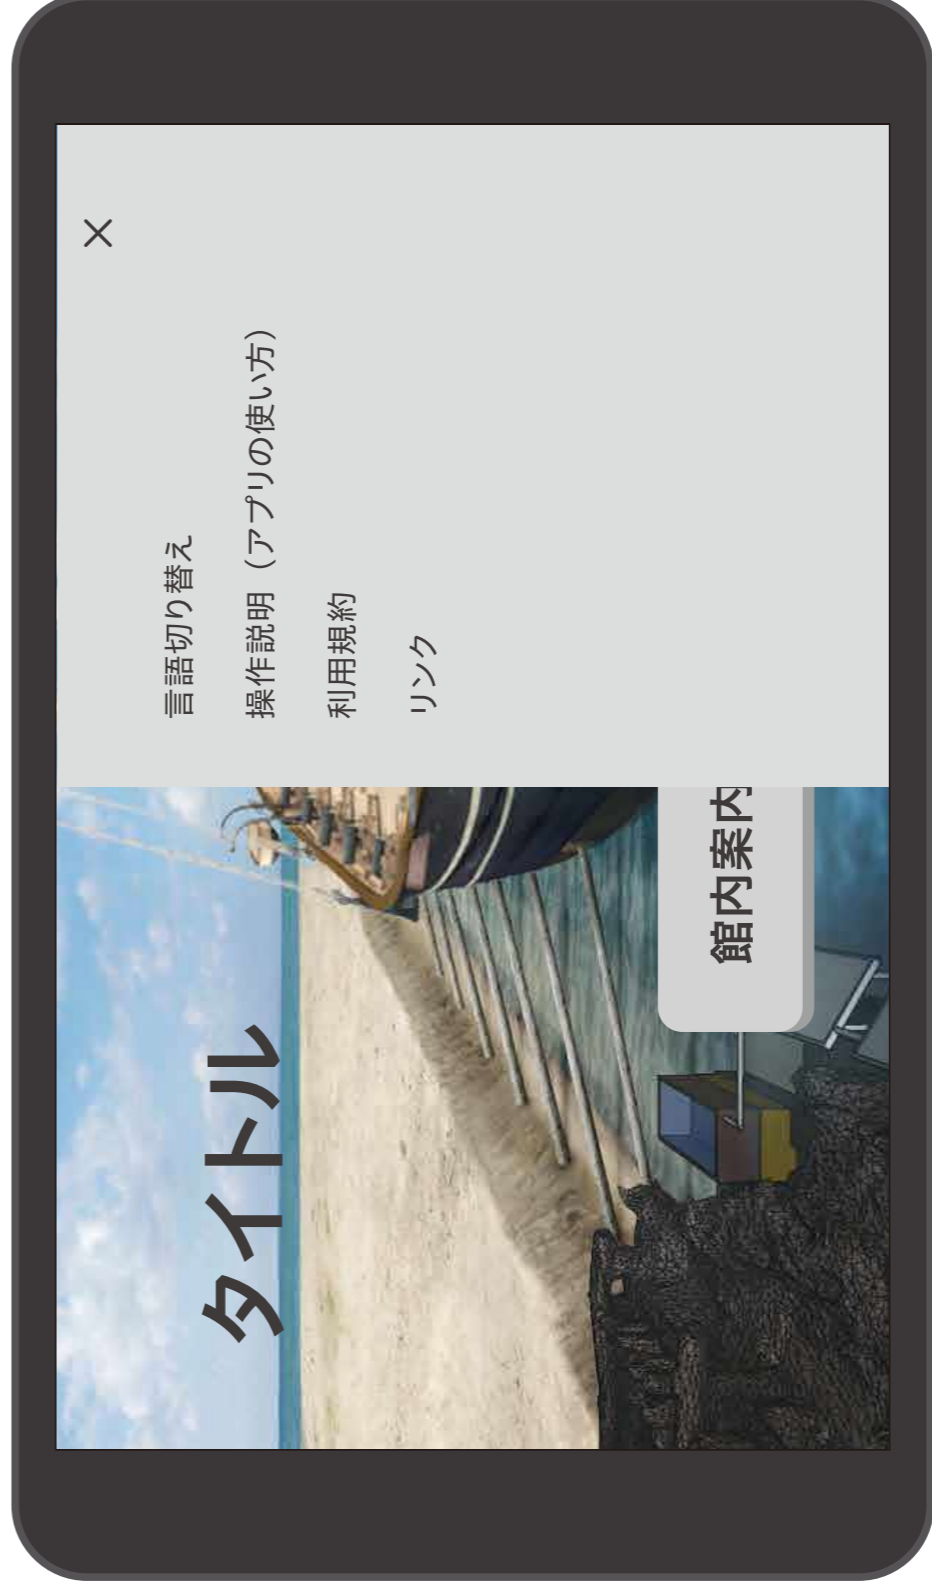 タイトル
館内案内
×
言語切り替え
操作説明（アプリの使い方）
利用規約
リンク